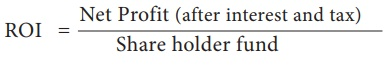 ROI = Net Profit (after interest and tax)
Share holder fund